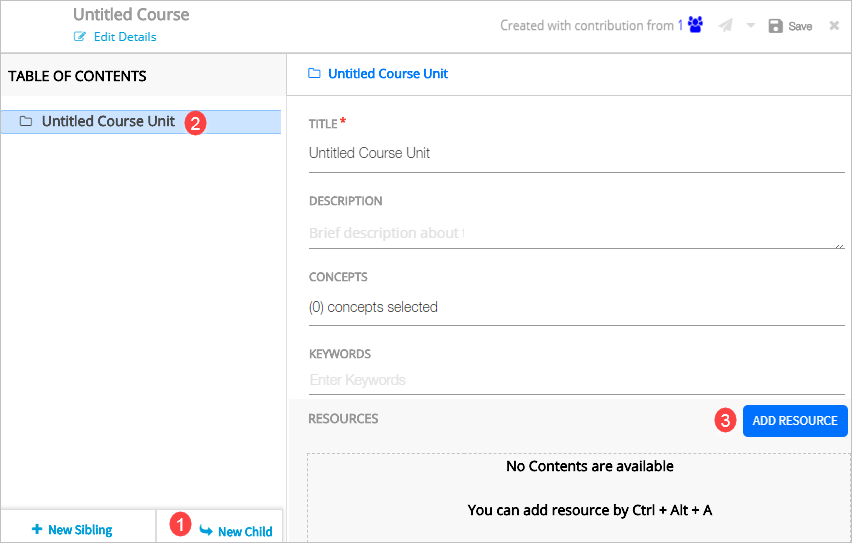 Untitled Course
Edit Details
Created with contribution from 1
Save
TABLE OF CONTENTS
Untitled Course Unit 2
Untitled Course Unit
TITLE *
Untitled Course Unit
DESCRIPTION
Brief description about t
CONCEPTS
(0) concepts selected
KEYWORDS
Enter Keywords
RESOURCES
3 ADD RESOURCE
No Contents are available
You can add resource by Ctrl + Alt + A
+ New Sibling
1 New Child